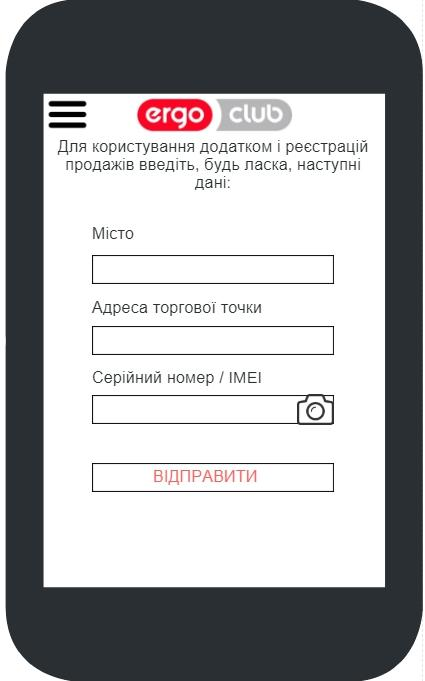 ergo club
Для користування додатком і реєстрацій
продажів введіть, будь ласка, наступні
дані:
Місто
Адреса торгової точки
Серійний номер / IMEI
ВІДПРАВИТИ